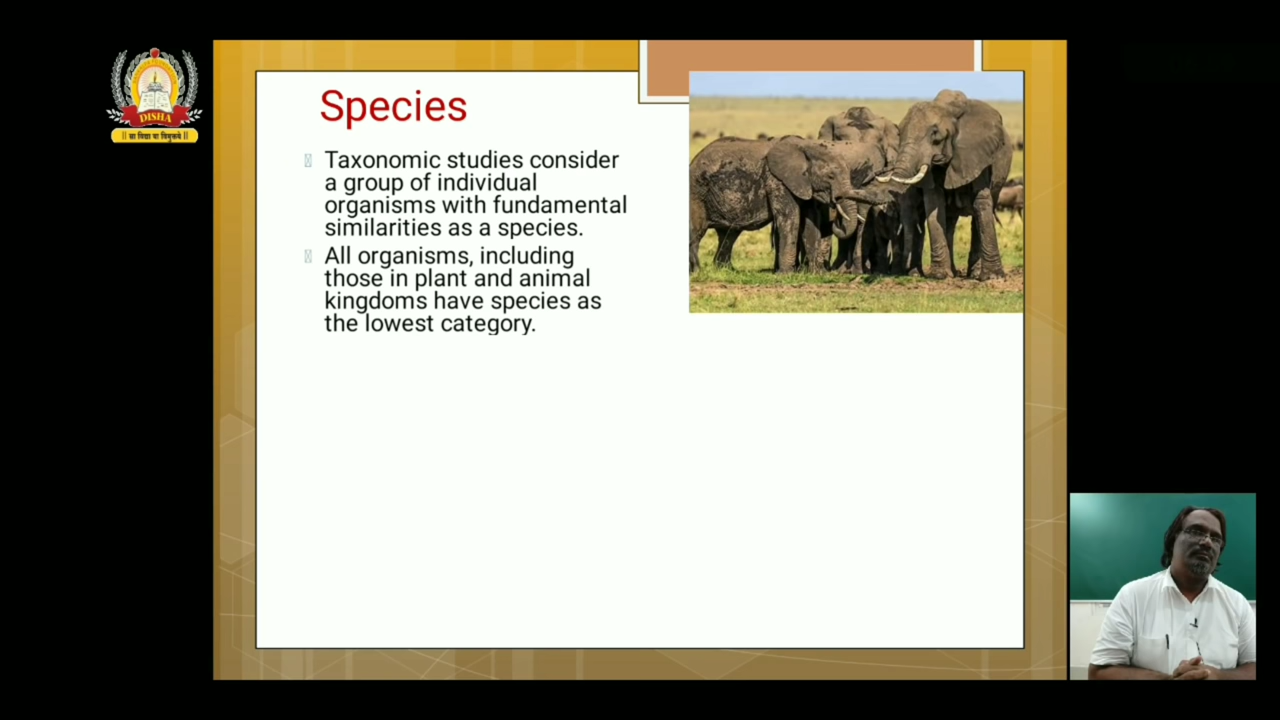 DISHA
|| सा विद्या या विमुक्तये ||
Species
Taxonomic studies consider
a group of individual
organisms with fundamental
similarities as a species.
All organisms, including
those in plant and animal
kingdoms have species as
the lowest category.